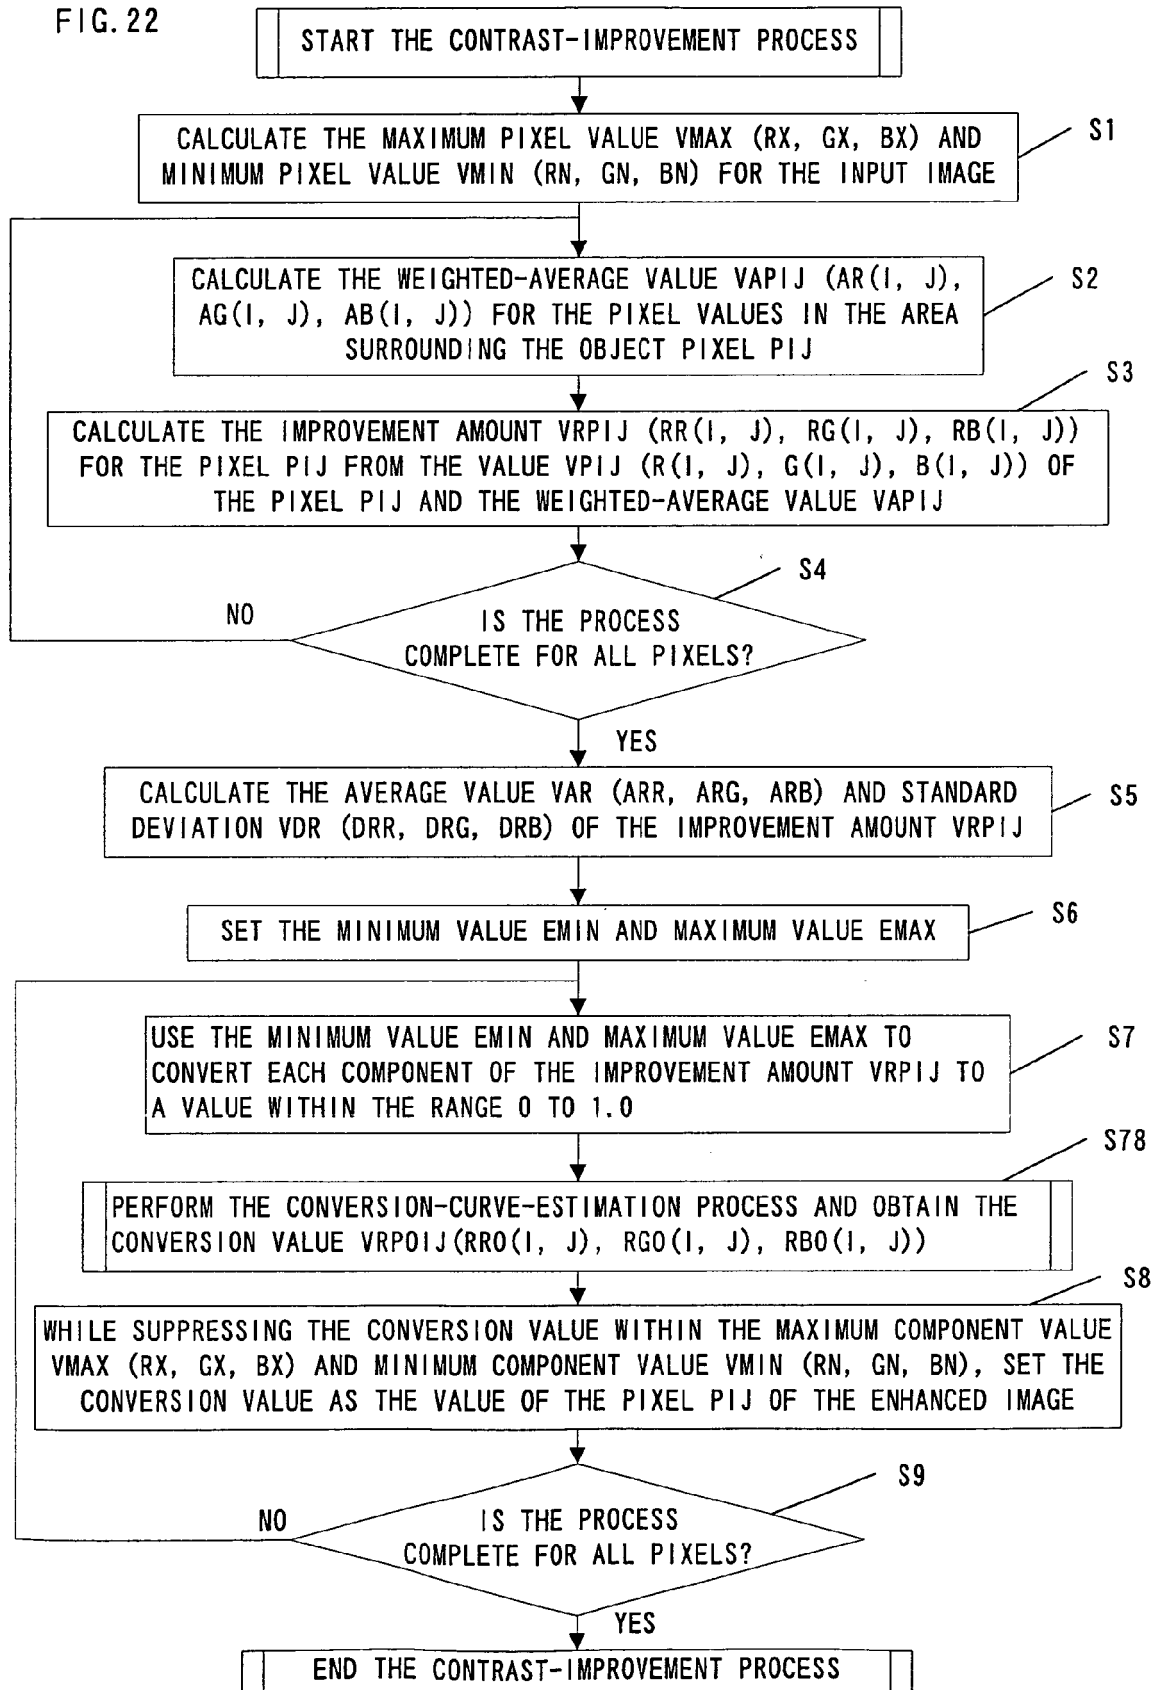 FIG. 22
START THE CONTRAST-IMPROVEMENT PROCESS
CALCULATE THE MAXIMUM PIXEL VALUE VMAX (RX, GX, BX) AND
MINIMUM PIXEL VALUE VMIN (RN, GN, BN) FOR THE INPUT IMAGE
S1
CALCULATE THE WEIGHTED-AVERAGE VALUE VAPIJ (AR(I, J),
AG(I, J), AB(I, J)) FOR THE PIXEL VALUES IN THE AREA
SURROUNDING THE OBJECT PIXEL PIJ
S2
S3
CALCULATE THE IMPROVEMENT AMOUNT VRPIJ (RR(I, J), RG(I, J), RB(I, J))
FOR THE PIXEL PIJ FROM THE VALUE VPIJ (R(I, J), G(I, J), B(I, J)) OF
THE PIXEL PIJ AND THE WEIGHTED-AVERAGE VALUE VAPIJ
S4
NO
IS THE PROCESS
COMPLETE FOR ALL PIXELS?
YES
CALCULATE THE AVERAGE VALUE VAR (ARR, ARG, ARB) AND STANDARD
DEVIATION VDR (DRR, DRG, DRB) OF THE IMPROVEMENT AMOUNT VRPIJ
S5
SET THE MINIMUM VALUE EMIN AND MAXIMUM VALUE EMAX
S6
USE THE MINIMUM VALUE EMIN AND MAXIMUM VALUE EMAX TO
CONVERT EACH COMPONENT OF THE IMPROVEMENT AMOUNT VRPIJ TO
A VALUE WITHIN THE RANGE 0 TO 1.0
S7
S78
PERFORM THE CONVERSION-CURVE-ESTIMATION PROCESS AND OBTAIN THE
CONVERSION VALUE VRPOIJ(RRO(I, J), RGO(I, J), RBO(I, J))
S8
WHILE SUPPRESSING THE CONVERSION VALUE WITHIN THE MAXIMUM COMPONENT VALUE
VMAX (RX, GX, BX) AND MINIMUM COMPONENT VALUE VMIN (RN, GN, BN), SET THE
CONVERSION VALUE AS THE VALUE OF THE PIXEL PIJ OF THE ENHANCED IMAGE
S9
NO
IS THE PROCESS
COMPLETE FOR ALL PIXELS?
YES
END THE CONTRAST-IMPROVEMENT PROCESS